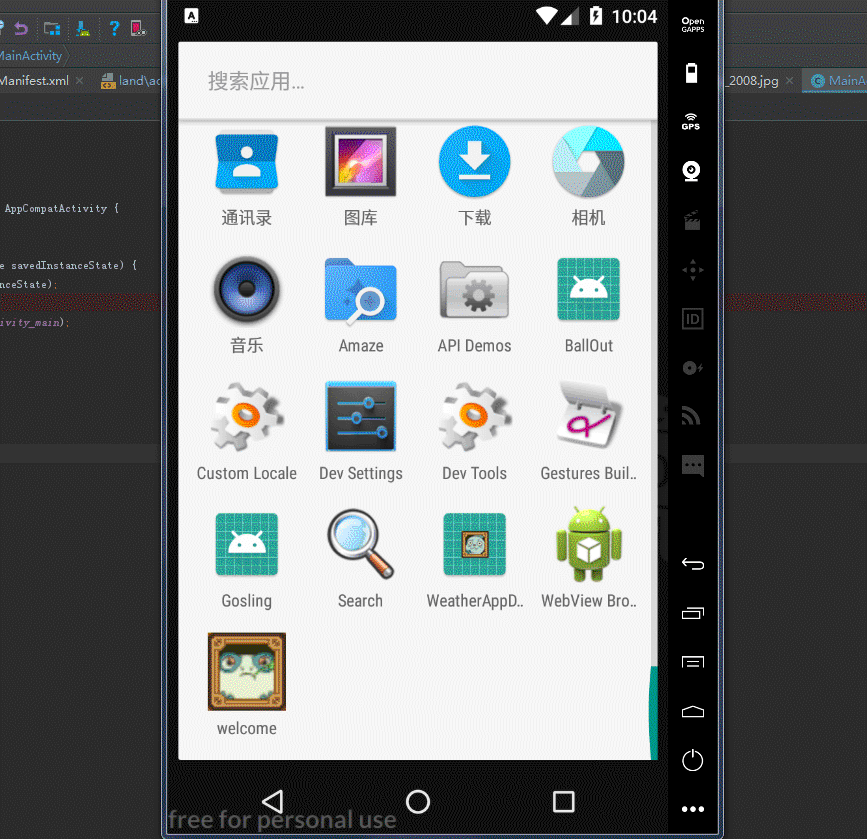 10:04
Open
GAPPS
MainActivity
Manifest.xml
land\ac
_2008.jpg
MainA
搜索应用...
GPS
通讯录
图库
下载
相机
AppCompatActivity {
e savedInstanceState) {
nceState);
ivity_main);
ID
音乐
Amaze
API Demos
BallOut
Custom Locale
Dev Settings
Dev Tools
Gestures Buil..
Gosling
Search
WeatherAppD..
WebView Bro..
welcome
free for personal use